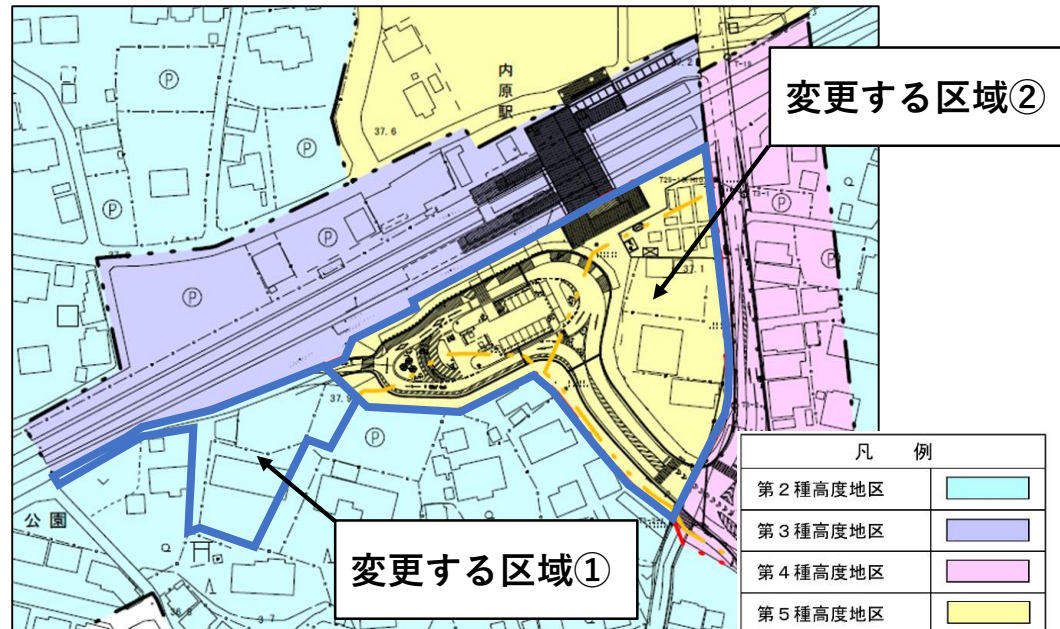 内原駅
変更する区域②
37.6
37.1
37.9
公園
変更する区域①
凡 例
第2種高度地区
第3種高度地区
第4種高度地区
第5種高度地区
Ⓟ
Ⓟ
Ⓟ
Ⓟ
Ⓟ
Ⓟ
Ⓟ
Ⓟ